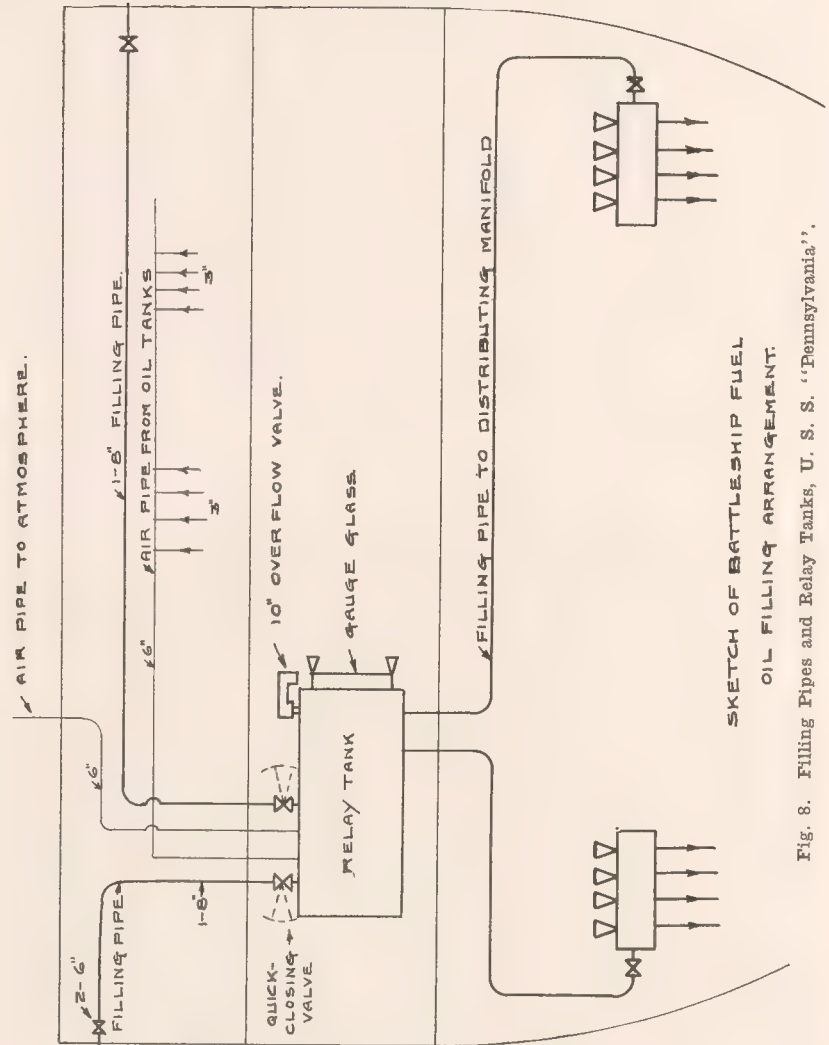 AIR PIPE TO ATMOSPHERE.
2-6"
FILLING PIPE
1-8"
6"
1-8" FILLING PIPE.
6"
AIR PIPE FROM OIL TANKS
3"
3"
QUICK-
CLOSING
VALVE
10" OVERFLOW VALVE.
GAUGE GLASS
RELAY TANK
FILLING PIPE TO DISTRIBUTING MANIFOLD
SKETCH OF BATTLESHIP FUEL
OIL FILLING ARRANGEMENT.
Fig. 8. Filling Pipes and Relay Tanks, U. S. S. “Pennsylvania”.